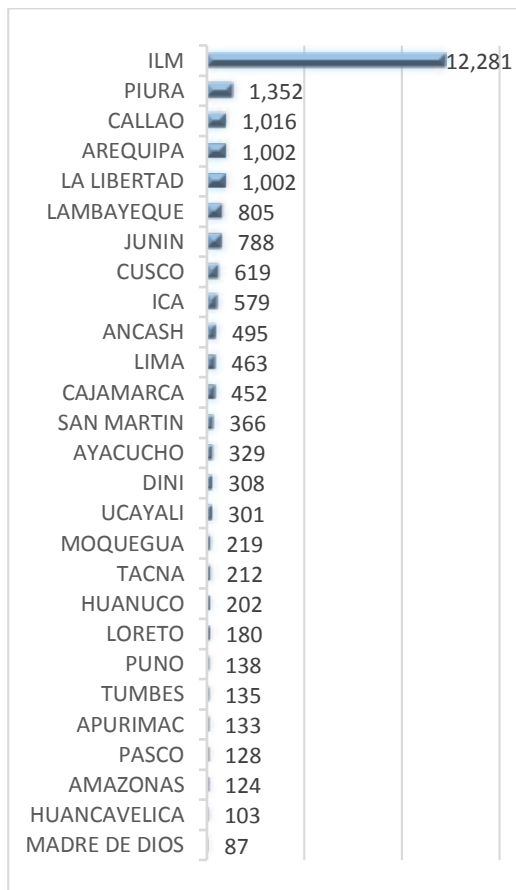 ILM 12,281
PIURA 1,352
CALLAO 1,016
AREQUIPA 1,002
LA LIBERTAD 1,002
LAMBAYEQUE 805
JUNIN 788
CUSCO 619
ICA 579
ANCASH 495
LIMA 463
CAJAMARCA 452
SAN MARTIN 366
AYACUCHO 329
DINI 308
UCAYALI 301
MOQUEGUA 219
TACNA 212
HUANUCO 202
LORETO 180
PUNO 138
TUMBES 135
APURIMAC 133
PASCO 128
AMAZONAS 124
HUANCAVELICA 103
MADRE DE DIOS 87